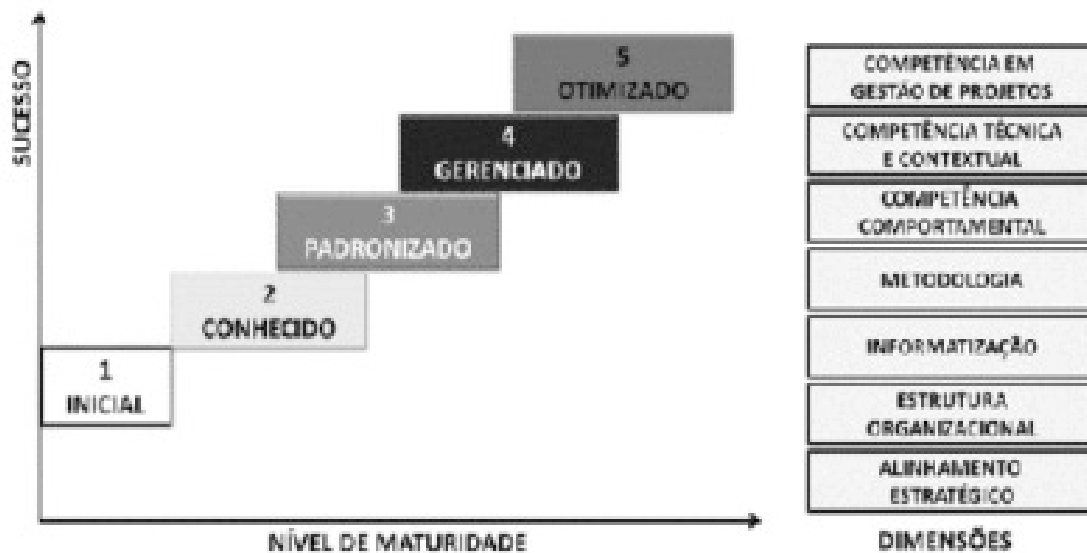 SUCESSO
5
OTIMIZADO
4
GERENCIADO
3
PADRONIZADO
2
CONHECIDO
1
INICIAL
NÍVEL DE MATURIDADE
COMPETÊNCIA EM
GESTÃO DE PROJETOS
COMPETÊNCIA TÉCNICA
E CONTEXTUAL
COMPETÊNCIA
COMPORTAMENTAL
METODOLOGIA
INFORMATIZAÇÃO
ESTRUTURA
ORGANIZACIONAL
ALINHAMENTO
ESTRATÉGICO
DIMENSÕES